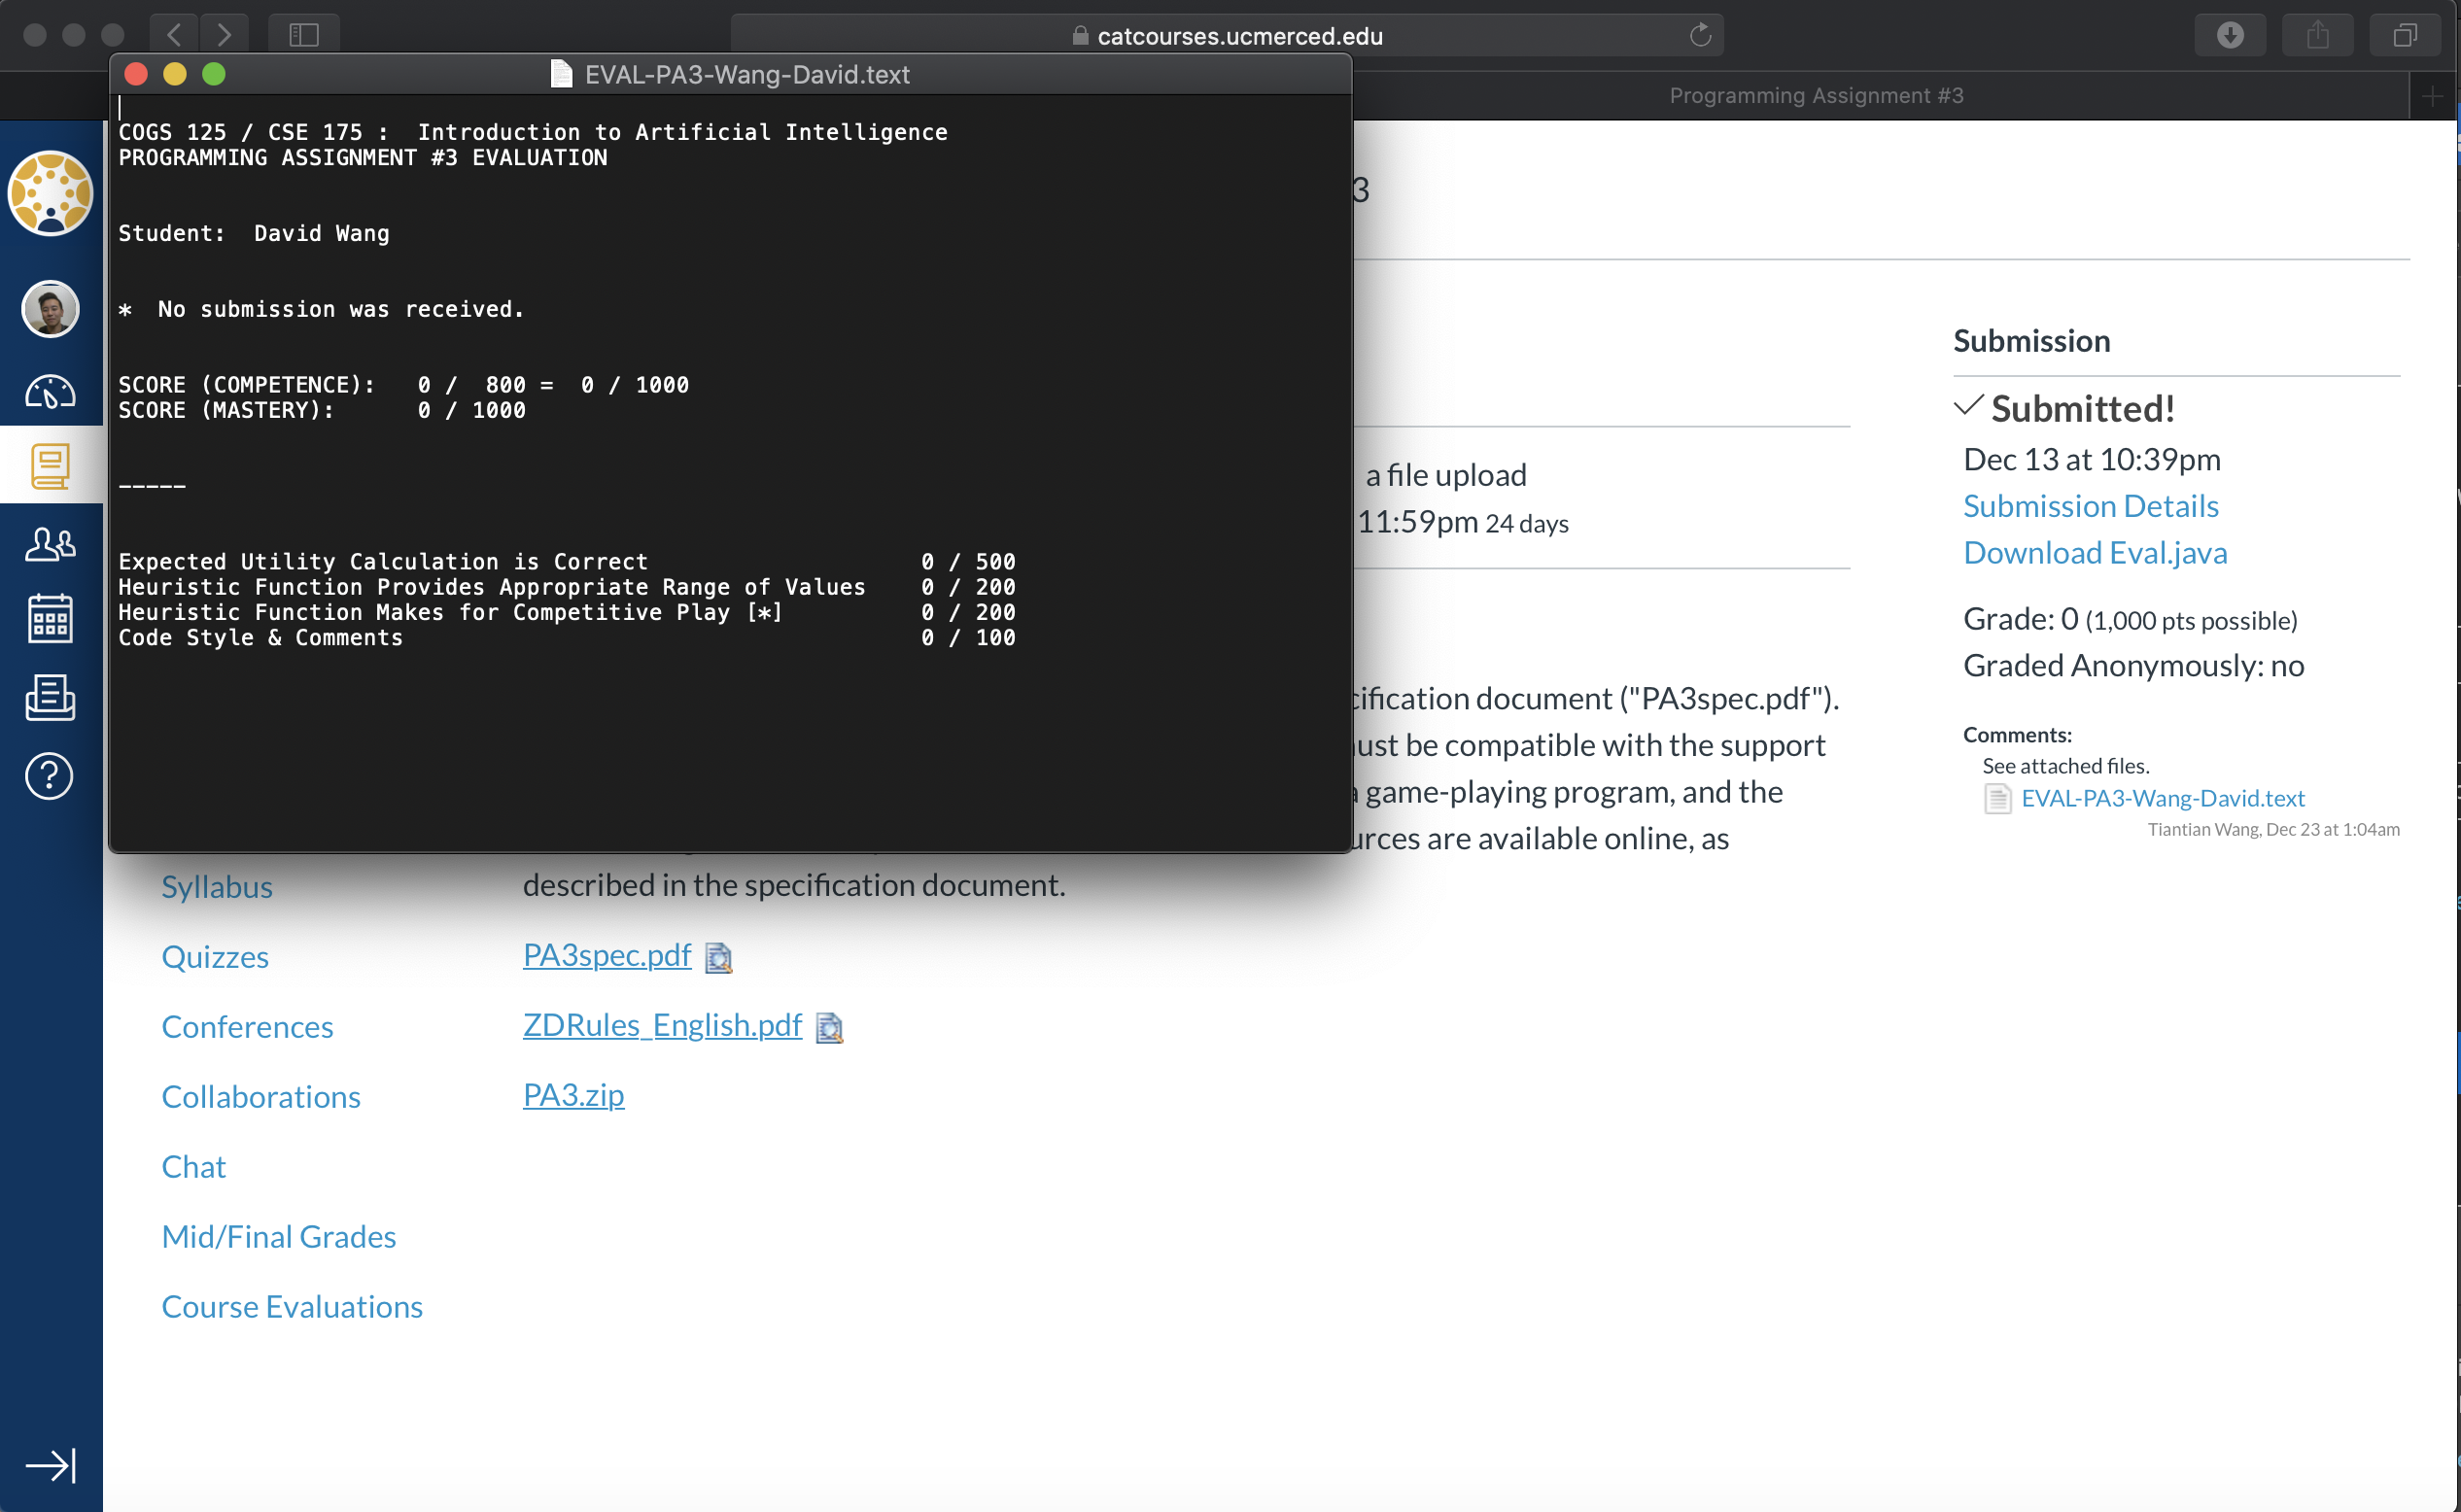 catcourses.ucmerced.edu
EVAL-PA3-Wang-David.text
Programming Assignment #3
COGS 125 / CSE 175 :  Introduction to Artificial Intelligence
PROGRAMMING ASSIGNMENT #3 EVALUATION
Student:  David Wang
*  No submission was received.
SCORE (COMPETENCE):   0 /  800 =  0 / 1000
SCORE (MASTERY):      0 / 1000
-----
Expected Utility Calculation is Correct                    0 / 500
Heuristic Function Provides Appropriate Range of Values    0 / 200
Heuristic Function Makes for Competitive Play [*]          0 / 200
Code Style & Comments                                      0 / 100
3
a file upload
11:59pm 24 days
cification document ("PA3spec.pdf").
ust be compatible with the support
a game-playing program, and the
urces are available online, as
described in the specification document.
PA3spec.pdf
ZDRules_English.pdf
PA3.zip
Syllabus
Quizzes
Conferences
Collaborations
Chat
Mid/Final Grades
Course Evaluations
Submission
Submitted!
Dec 13 at 10:39pm
Submission Details
Download Eval.java
Grade: 0 (1,000 pts possible)
Graded Anonymously: no
Comments:
See attached files.
EVAL-PA3-Wang-David.text
Tiantian Wang, Dec 23 at 1:04am